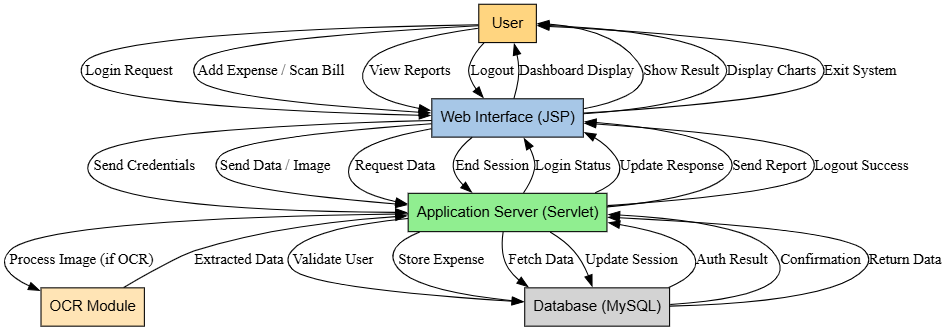 User
Login Request
Add Expense / Scan Bill
View Reports
Logout
Dashboard Display
Show Result
Display Charts
Exit System
Web Interface (JSP)
Send Credentials
Send Data / Image
Request Data
End Session
Login Status
Update Response
Send Report
Logout Success
Application Server (Servlet)
Process Image (if OCR)
Extracted Data
Validate User
Store Expense
Fetch Data
Update Session
Auth Result
Confirmation
Return Data
OCR Module
Database (MySQL)